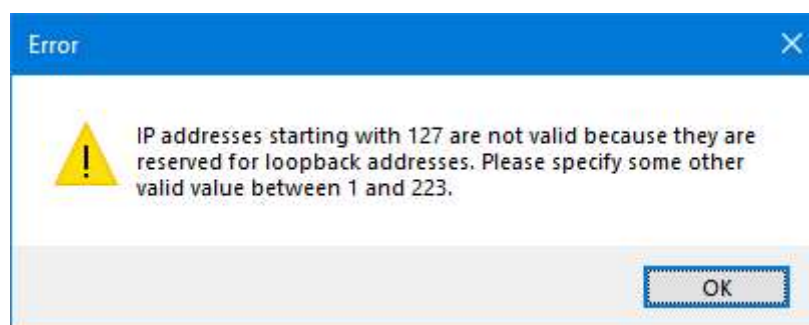 Error
IP addresses starting with 127 are not valid because they are
reserved for loopback addresses. Please specify some other
valid value between 1 and 223.
OK